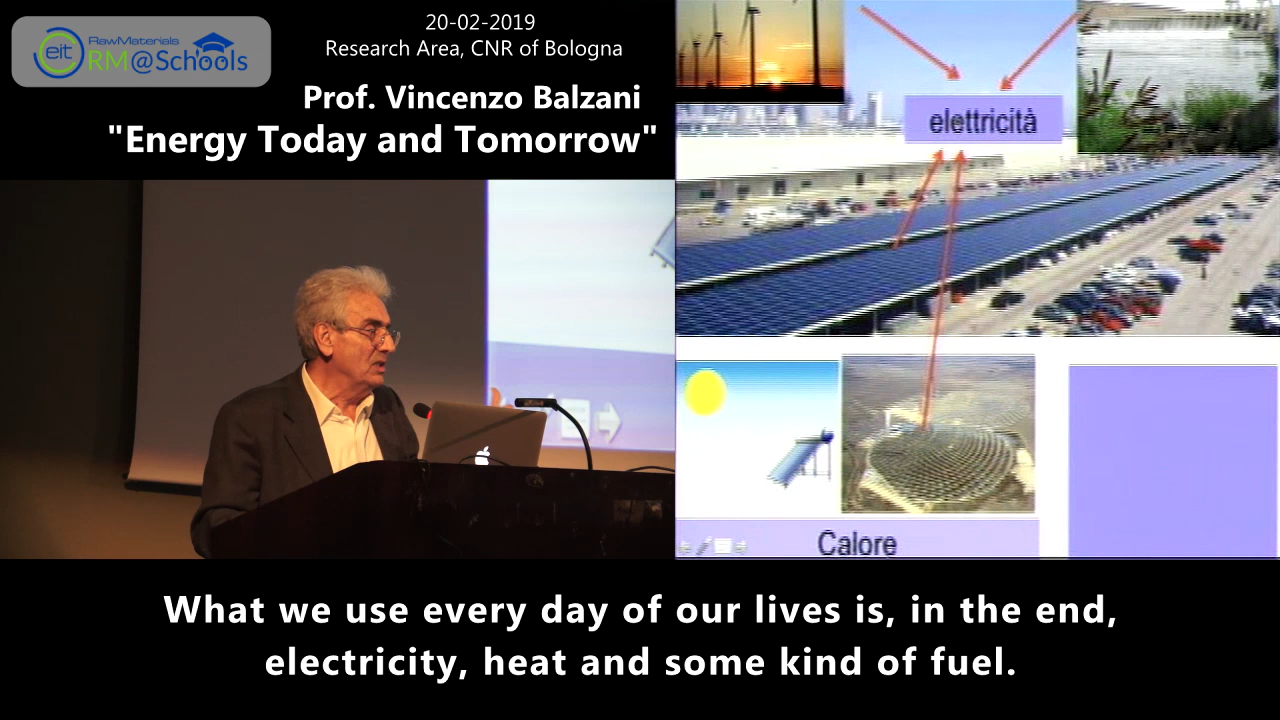 eit RawMaterials
RM@Schools
20-02-2019
Research Area, CNR of Bologna
Prof. Vincenzo Balzani
"Energy Today and Tomorrow"
elettricità
Calore
What we use every day of our lives is, in the end,
electricity, heat and some kind of fuel.